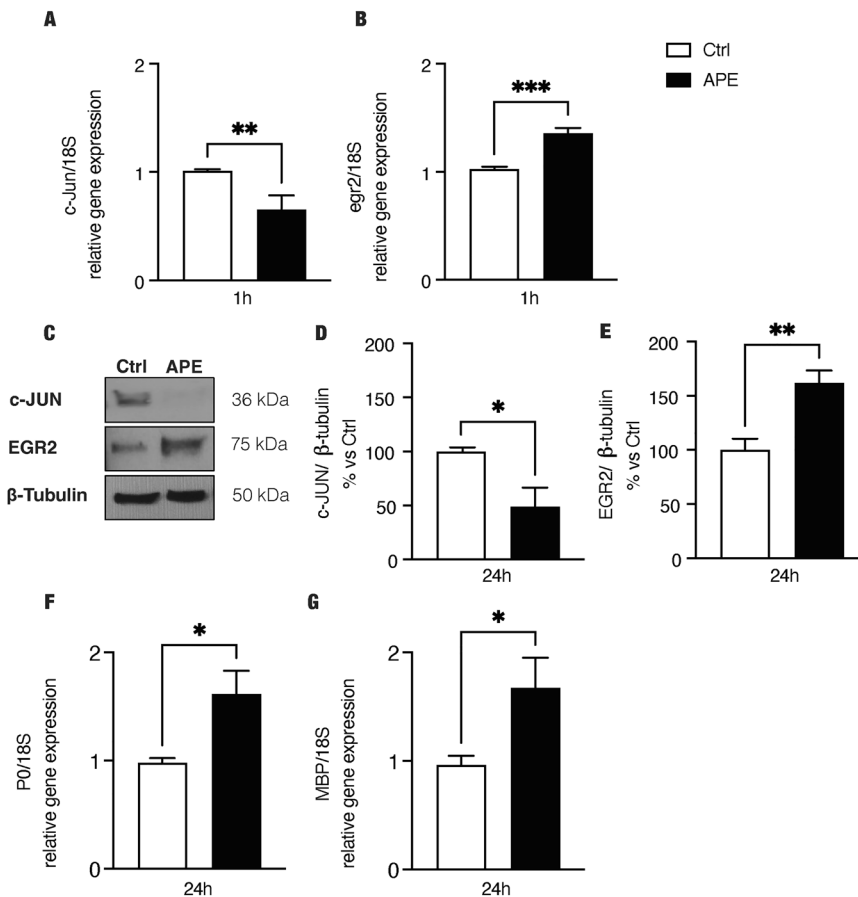 A
B
Ctrl
APE
c-Jun/18S
relative gene expression
2
1
0
**
1h
egr2/18S
relative gene expression
2
1
0
***
1h
C
Ctrl APE
c-JUN 36 kDa
EGR2 75 kDa
β-Tubulin 50 kDa
D
c-JUN/ β-tubulin
% vs Ctrl
200
150
100
50
0
*
24h
E
EGR2/ β-tubulin
% vs Ctrl
200
150
100
50
0
**
24h
F
P0/18S
relative gene expression
2
1
0
*
24h
G
MBP/18S
relative gene expression
2
1
0
*
24h